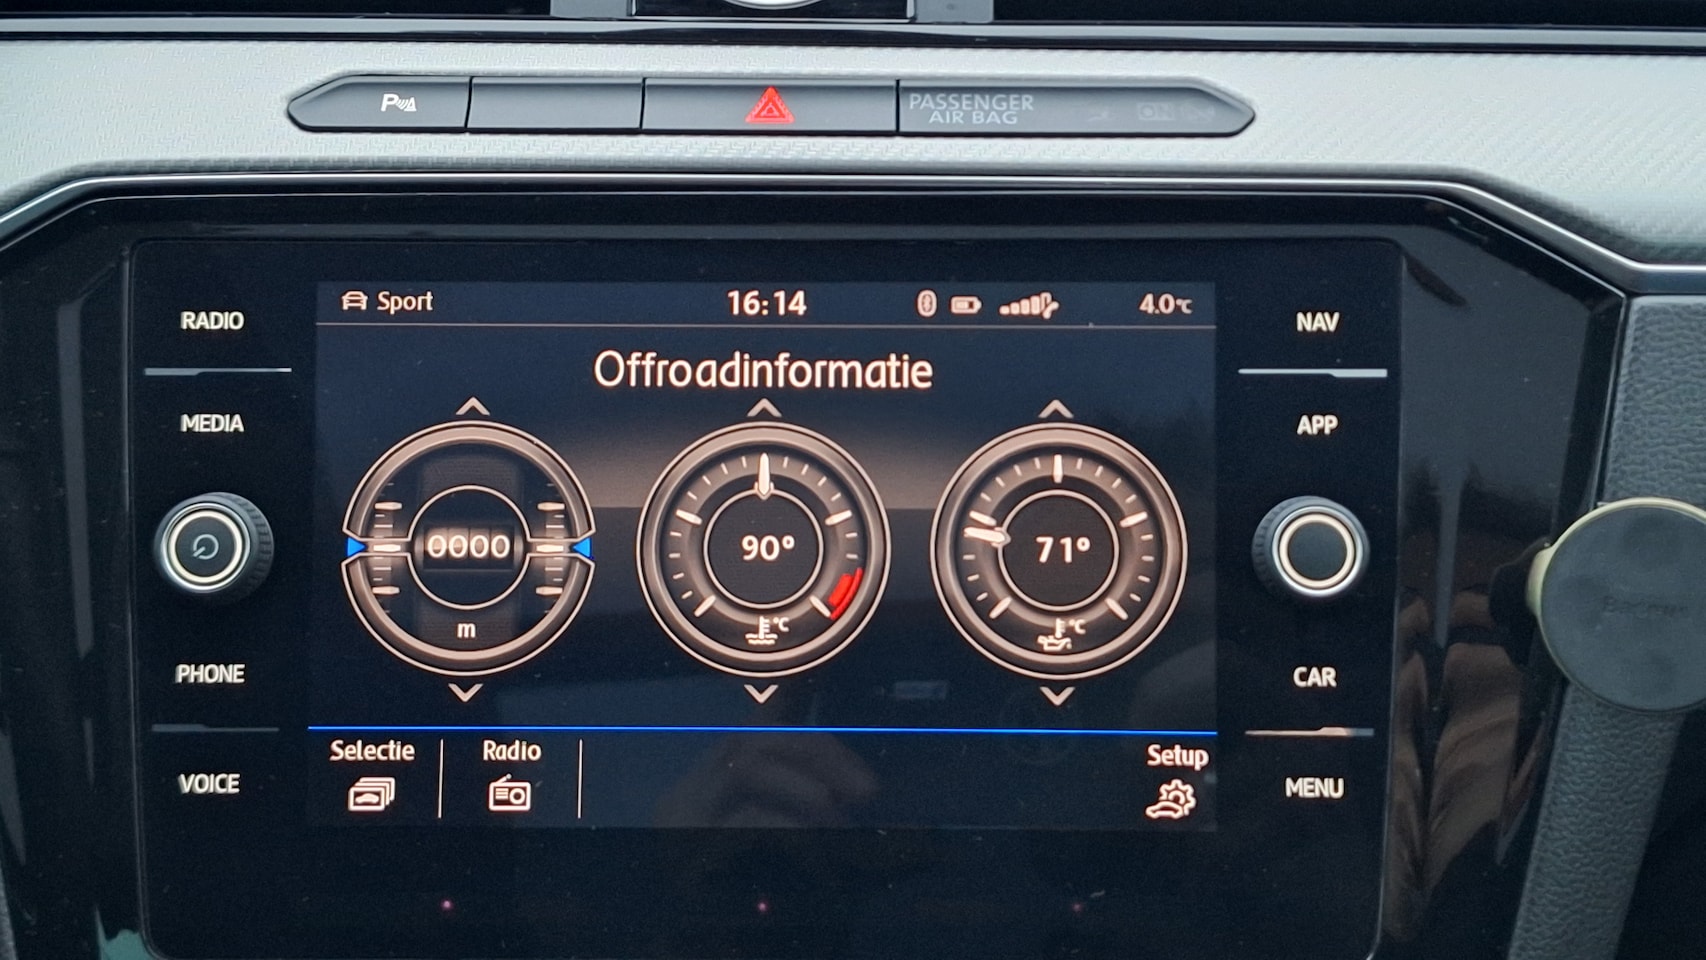 P
PASSENGER
AIR BAG
ON
RADIO
MEDIA
PHONE
VOICE
Sport
16:14
4.0°C
Offroadinformatie
0000
m
90°
°C
71°
°C
Selectie
Radio
Setup
NAV
APP
CAR
MENU